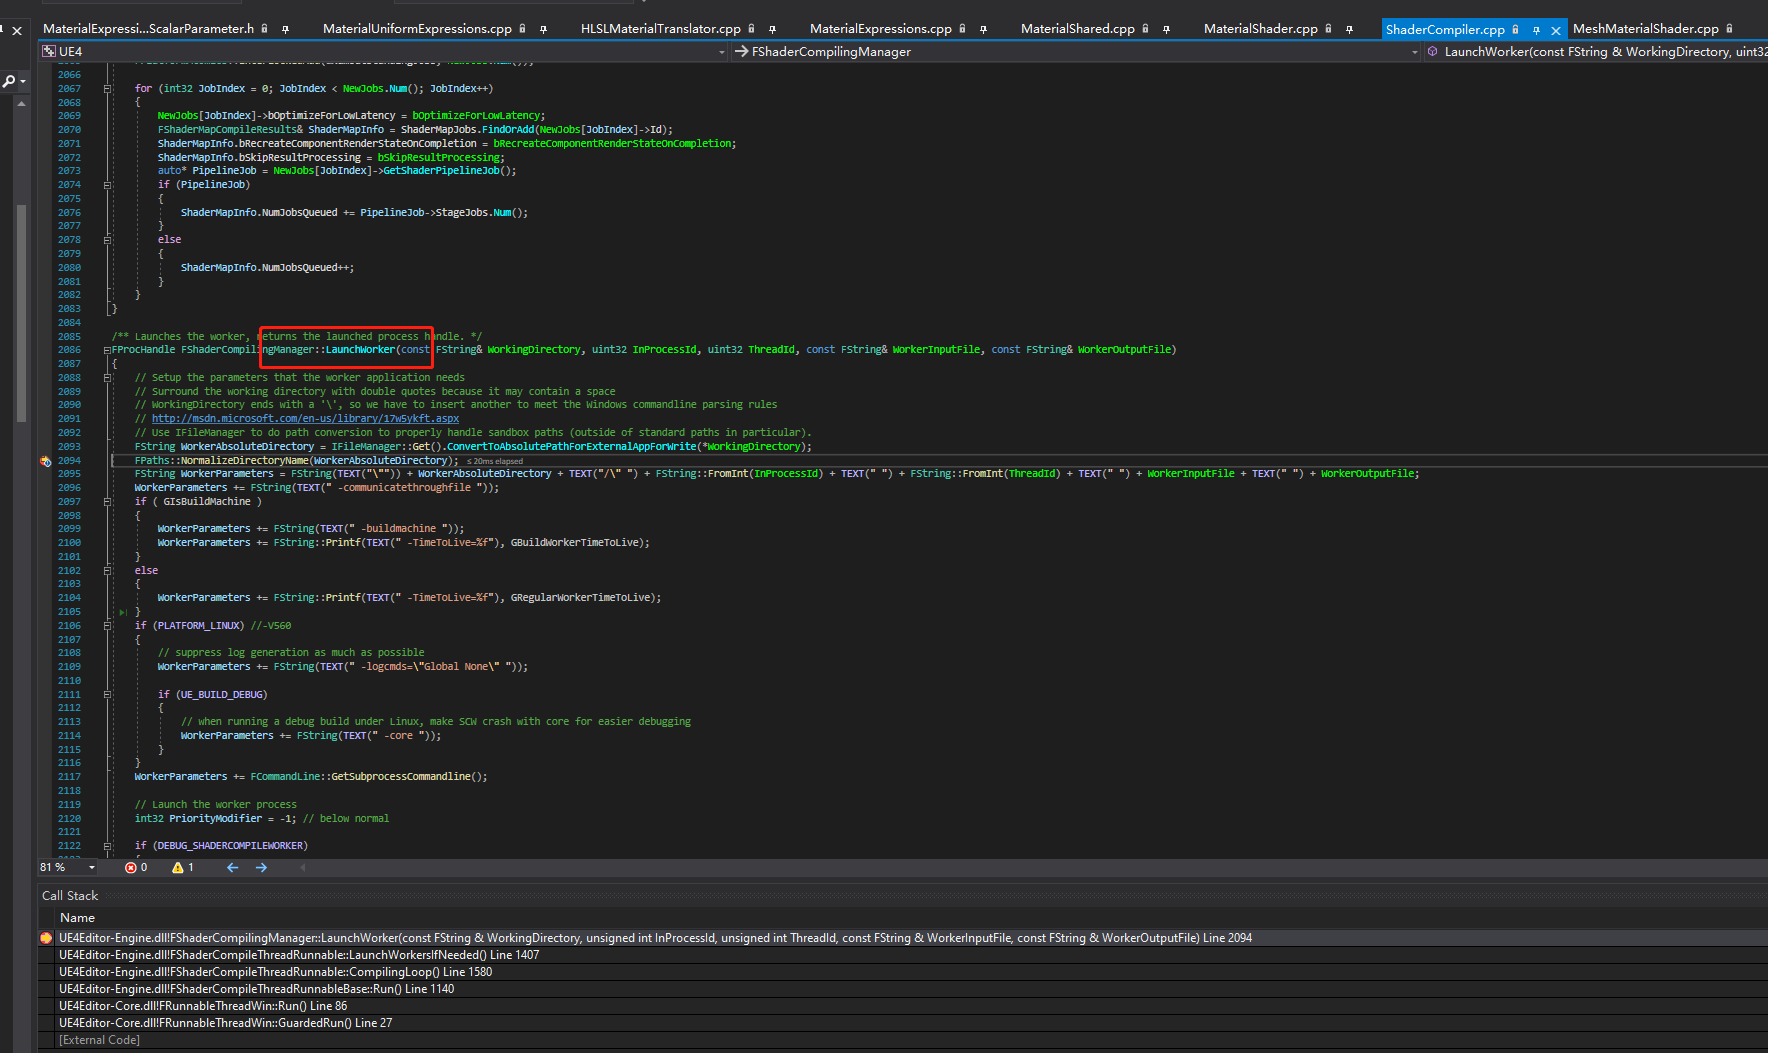 MaterialExpressi...ScalarParameter.h MaterialUniformExpressions.cpp HLSLMaterialTranslator.cpp MaterialExpressions.cpp MaterialShared.cpp MaterialShader.cpp ShaderCompiler.cpp MeshMaterialShader.cpp
UE4 FShaderCompilingManager LaunchWorker(const FString & WorkingDirectory, uint32
2066
2067 for (int32 JobIndex = 0; JobIndex < NewJobs.Num(); JobIndex++)
2068 {
2069 NewJobs[JobIndex]->bOptimizeForLowLatency = bOptimizeForLowLatency;
2070 FShaderMapCompileResults& ShaderMapInfo = ShaderMapJobs.FindOrAdd(NewJobs[JobIndex]->Id);
2071 ShaderMapInfo.bRecreateComponentRenderStateOnCompletion = bRecreateComponentRenderStateOnCompletion;
2072 ShaderMapInfo.bSkipResultProcessing = bSkipResultProcessing;
2073 auto* PipelineJob = NewJobs[JobIndex]->GetShaderPipelineJob();
2074 if (PipelineJob)
2075 {
2076 ShaderMapInfo.NumJobsQueued += PipelineJob->StageJobs.Num();
2077 }
2078 else
2079 {
2080 ShaderMapInfo.NumJobsQueued++;
2081 }
2082 }
2083 }
2084
2085 /** Launches the worker, returns the launched process handle. */
2086 FProcHandle FShaderCompilingManager::LaunchWorker(const FString& WorkingDirectory, uint32 InProcessId, uint32 ThreadId, const FString& WorkerInputFile, const FString& WorkerOutputFile)
2087 {
2088 // Setup the parameters that the worker application needs
2089 // Surround the working directory with double quotes because it may contain a space
2090 // WorkingDirectory ends with a '\', so we have to insert another to meet the Windows commandline parsing rules
2091 // http://msdn.microsoft.com/en-us/library/17w5ykft.aspx
2092 // Use IFileManager to do path conversion to properly handle sandbox paths (outside of standard paths in particular).
2093 FString WorkerAbsoluteDirectory = IFileManager::Get().ConvertToAbsolutePathForExternalAppForWrite(*WorkingDirectory);
2094 FPaths::NormalizeDirectoryName(WorkerAbsoluteDirectory); ≤ 20ms elapsed
2095 FString WorkerParameters = FString(TEXT("\"")) + WorkerAbsoluteDirectory + TEXT("/\" ") + FString::FromInt(InProcessId) + TEXT(" ") + FString::FromInt(ThreadId) + TEXT(" ") + WorkerInputFile + TEXT(" ") + WorkerOutputFile;
2096 WorkerParameters += FString(TEXT(" -communicatethroughfile "));
2097 if ( GIsBuildMachine )
2098 {
2099 WorkerParameters += FString(TEXT(" -buildmachine "));
2100 WorkerParameters += FString::Printf(TEXT(" -TimeToLive=%f"), GBuildWorkerTimeToLive);
2101 }
2102 else
2103 {
2104 WorkerParameters += FString::Printf(TEXT(" -TimeToLive=%f"), GRegularWorkerTimeToLive);
2105 }
2106 if (PLATFORM_LINUX) //-V560
2107 {
2108 // suppress log generation as much as possible
2109 WorkerParameters += FString(TEXT(" -logcmds=\"Global None\" "));
2110
2111 if (UE_BUILD_DEBUG)
2112 {
2113 // when running a debug build under Linux, make SCW crash with core for easier debugging
2114 WorkerParameters += FString(TEXT(" -core "));
2115 }
2116 }
2117 WorkerParameters += FCommandLine::GetSubprocessCommandline();
2118
2119 // Launch the worker process
2120 int32 PriorityModifier = -1; // below normal
2121
2122 if (DEBUG_SHADERCOMPILEWORKER)
81 % 0 1
Call Stack
Name
UE4Editor-Engine.dll!FShaderCompilingManager::LaunchWorker(const FString & WorkingDirectory, unsigned int InProcessId, unsigned int ThreadId, const FString & WorkerInputFile, const FString & WorkerOutputFile) Line 2094
UE4Editor-Engine.dll!FShaderCompileThreadRunnable::LaunchWorkersIfNeeded() Line 1407
UE4Editor-Engine.dll!FShaderCompileThreadRunnable::CompilingLoop() Line 1580
UE4Editor-Engine.dll!FShaderCompileThreadRunnableBase::Run() Line 1140
UE4Editor-Core.dll!FRunnableThreadWin::Run() Line 86
UE4Editor-Core.dll!FRunnableThreadWin::GuardedRun() Line 27
[External Code]